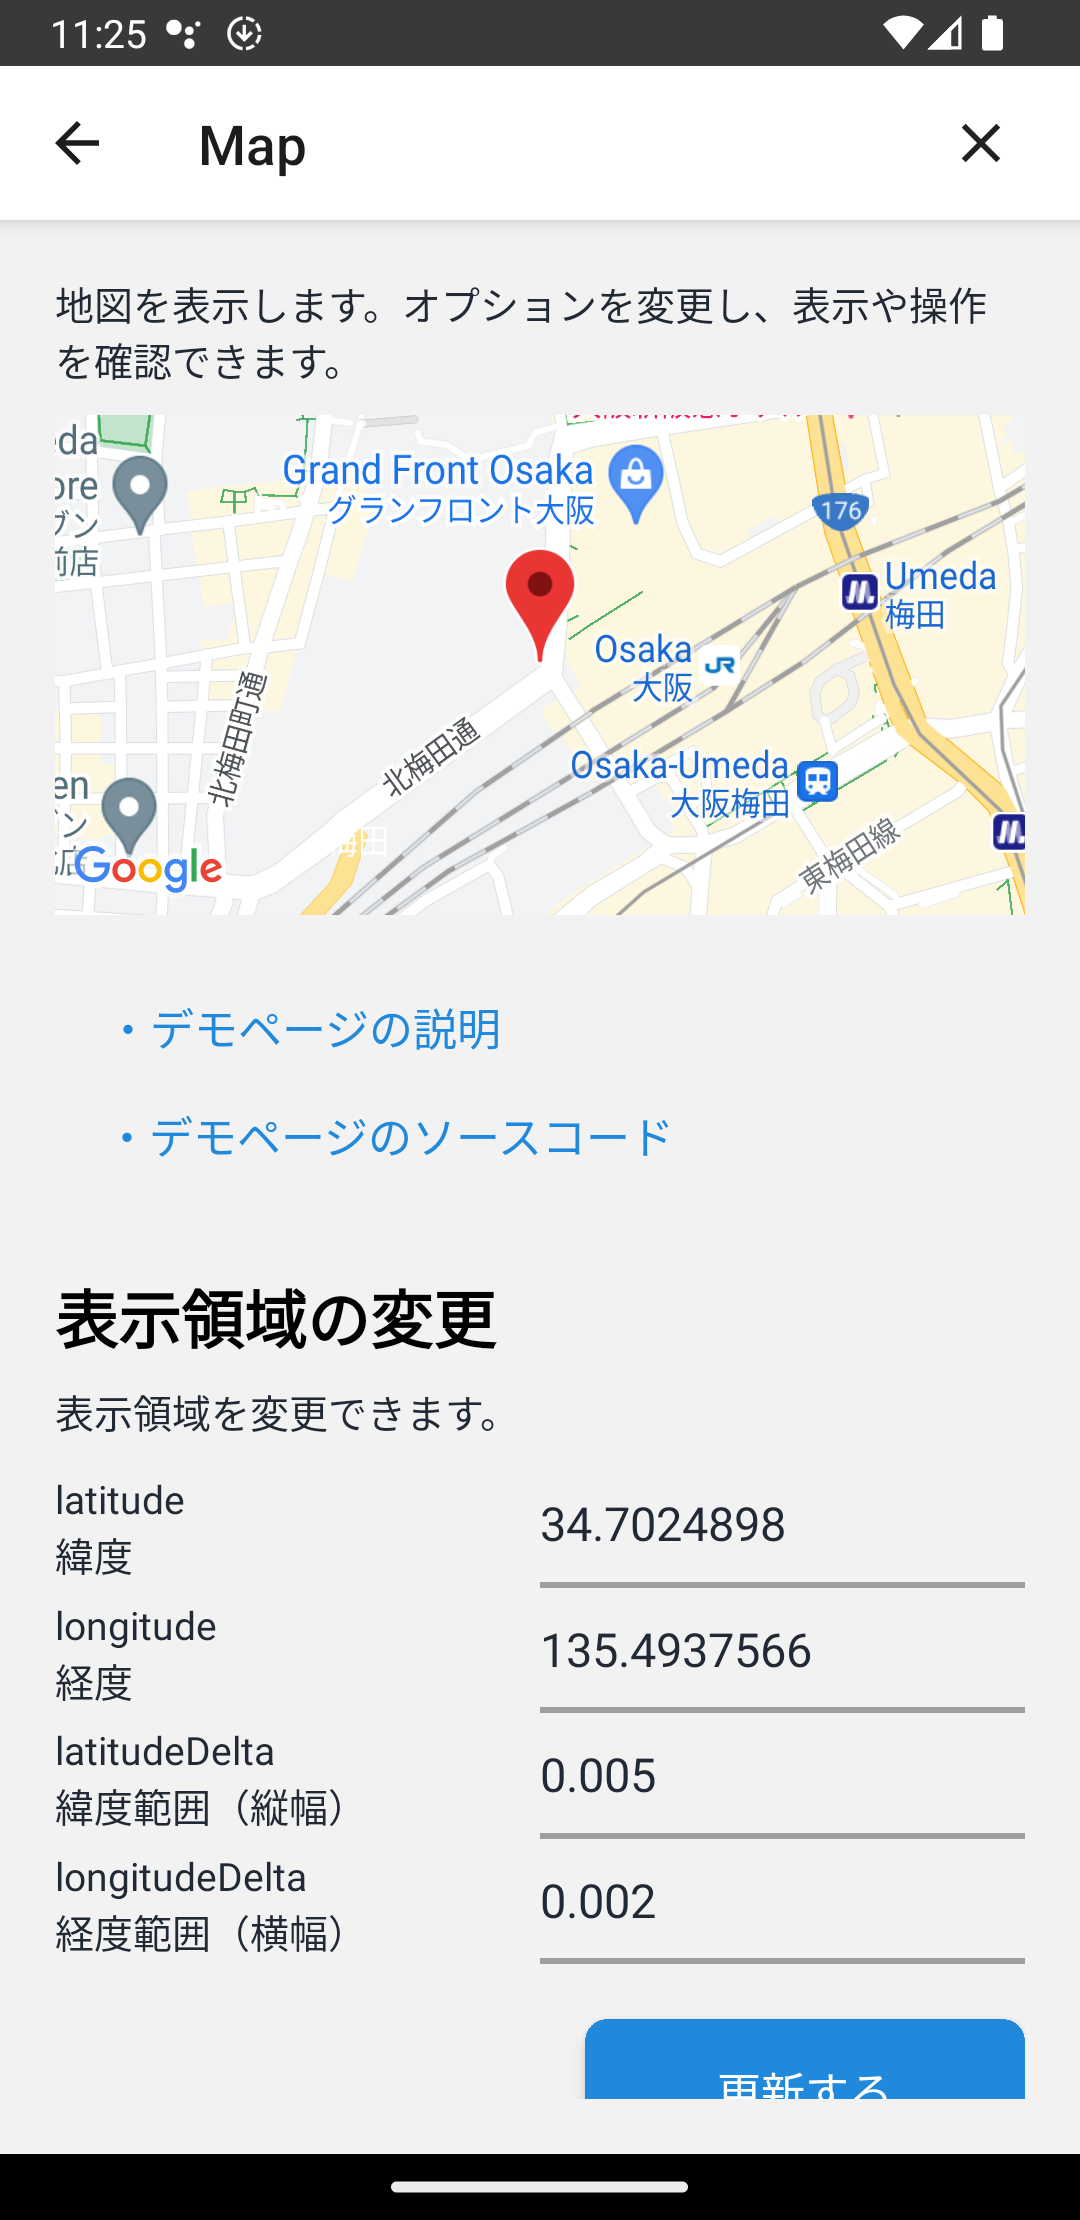 11:25
Map
地図を表示します。オプションを変更し、表示や操作
を確認できます。
da
ore
ブン
前店
Grand Front Osaka
グランフロント大阪
176
Umeda
梅田
Osaka
大阪
JR
北梅田町通
北梅田通
Osaka-Umeda
大阪梅田
en
ン
店
Google
梅田
東梅田線
・デモページの説明
・デモページのソースコード
表示領域の変更
表示領域を変更できます。
latitude
緯度
34.7024898
longitude
経度
135.4937566
latitudeDelta
緯度範囲（縦幅）
0.005
longitudeDelta
経度範囲（横幅）
0.002
更新する